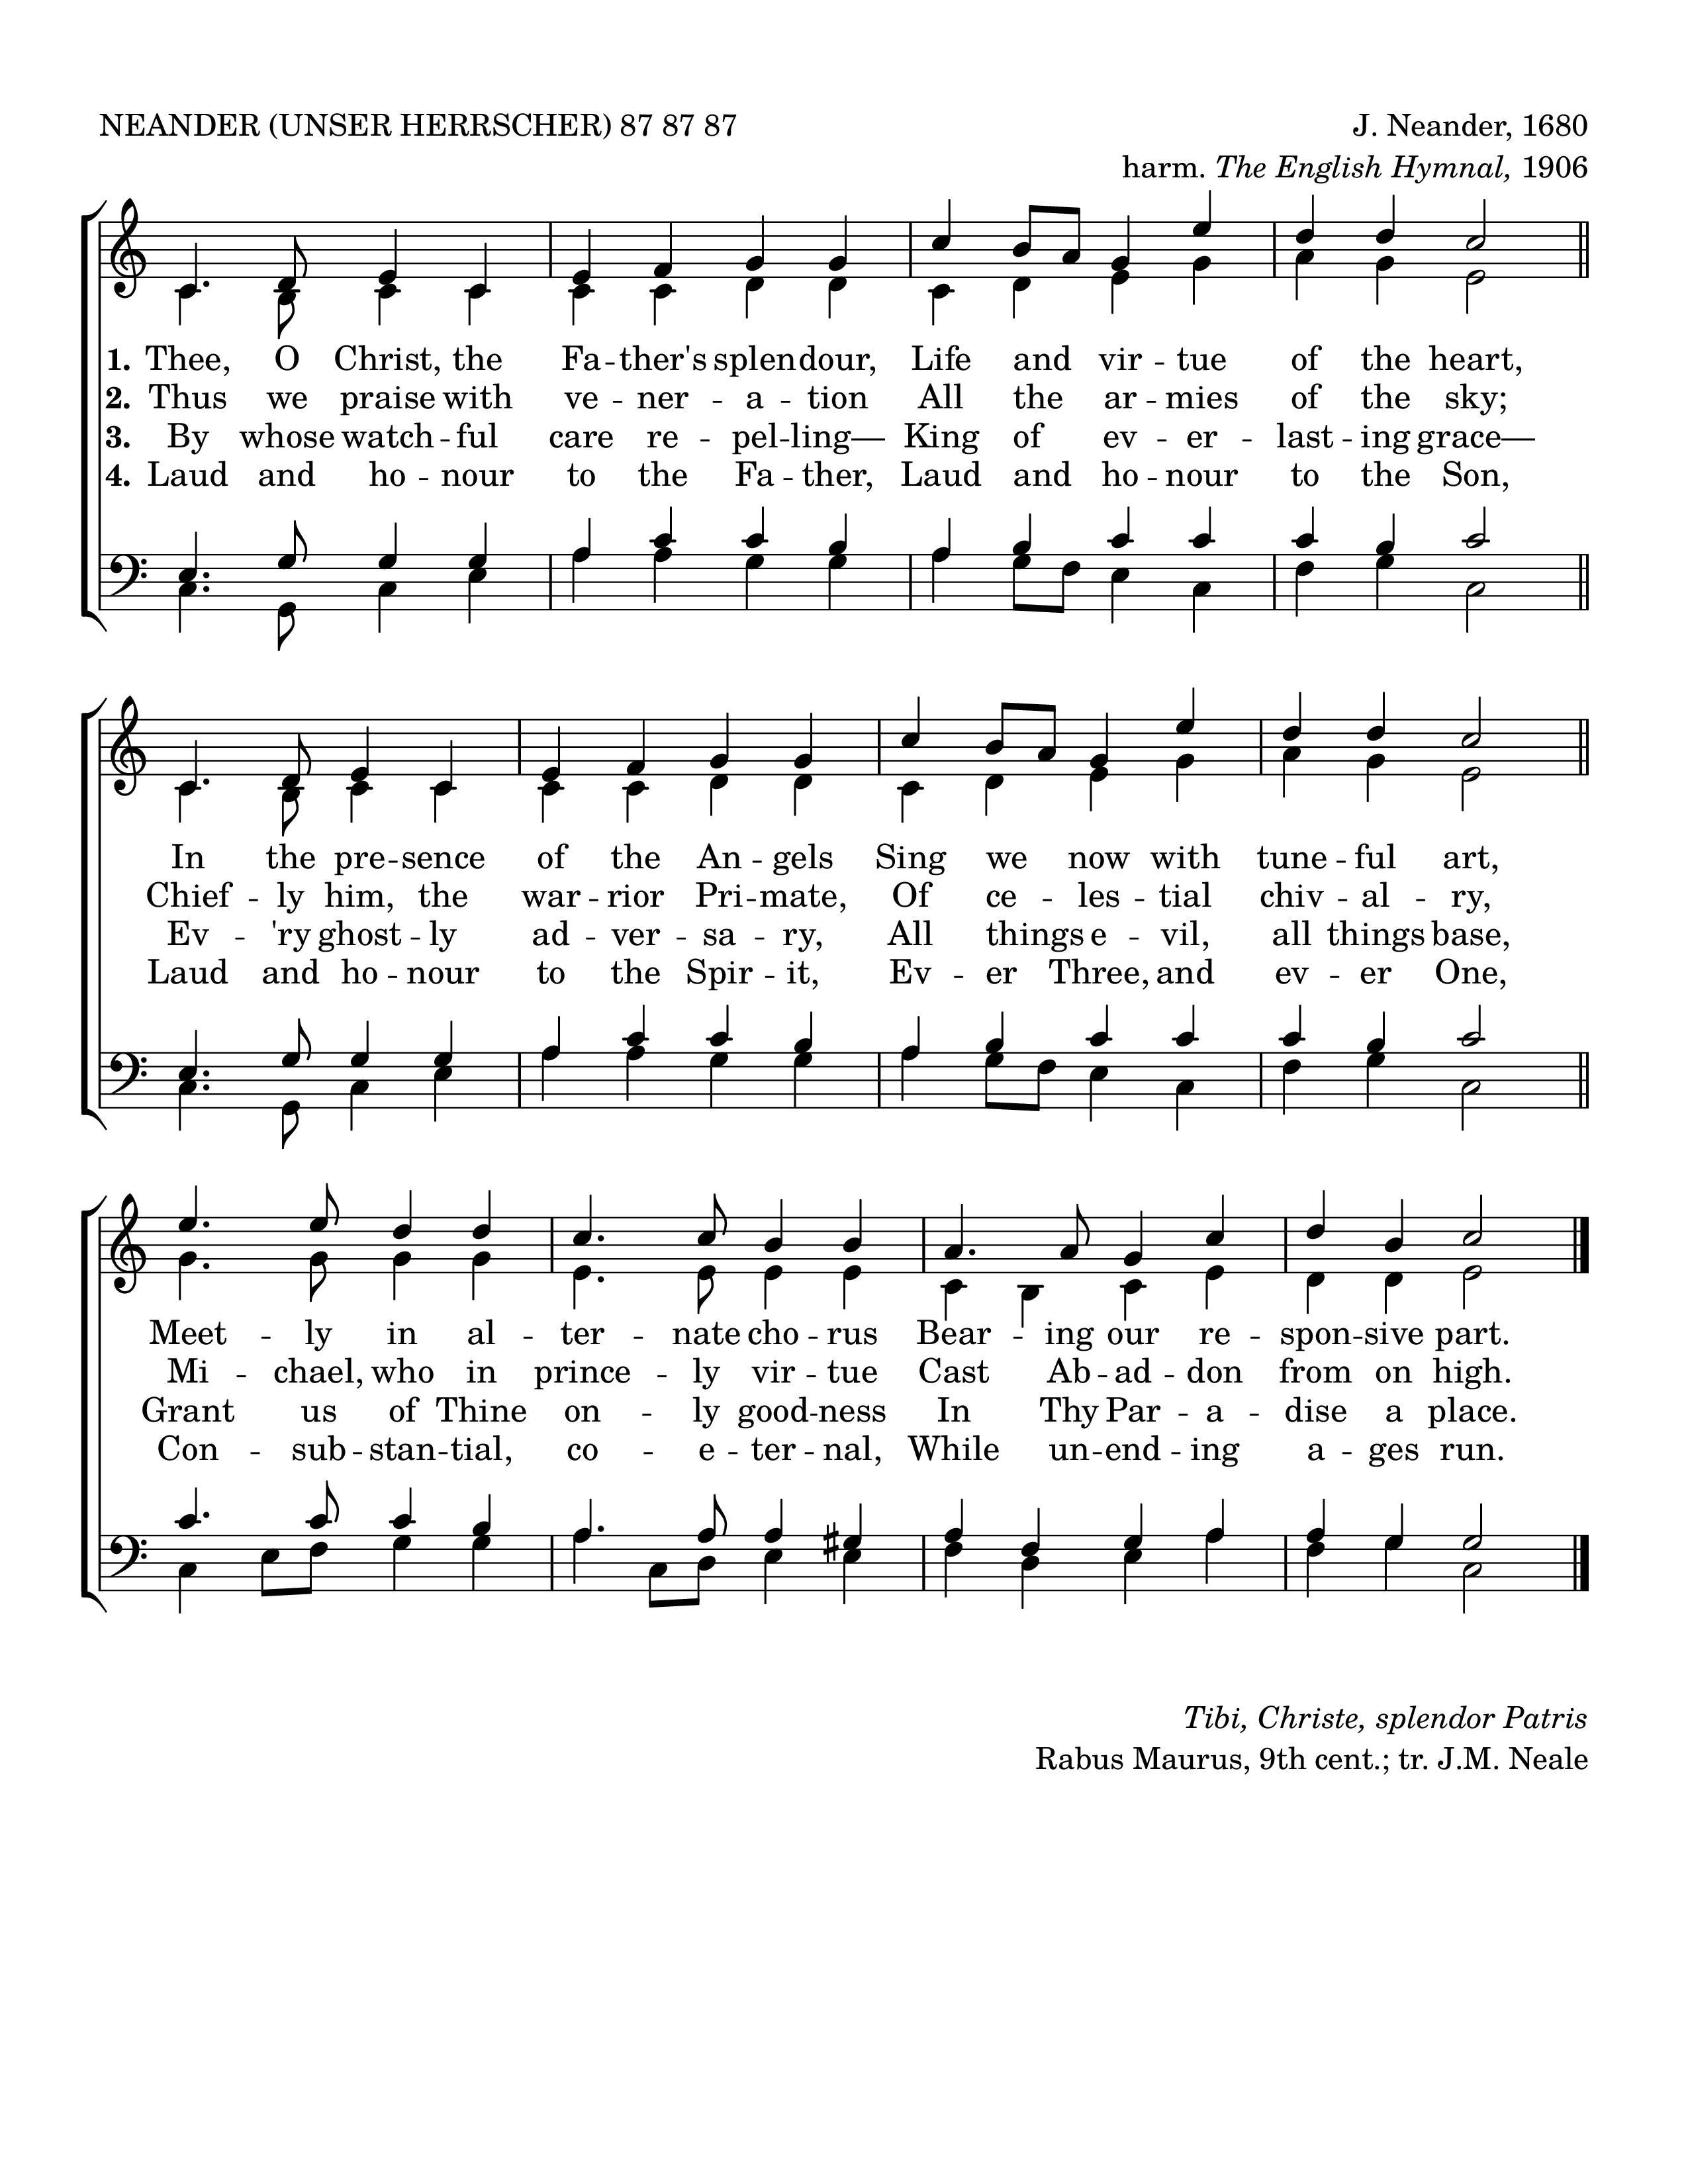 NEANDER (UNSER HERRSCHER) 87 87 87 J. Neander, 1680
harm. The English Hymnal, 1906
1. Thee, O Christ, the Fa -- ther's splendour, Life and vir -- tue of the heart,
2. Thus we praise with ve -- ner -- a -- tion All the ar -- mies of the sky;
3. By whose watch -- ful care re -- pel -- ling— King of ev -- er -- last -- ing grace—
4. Laud and ho -- nour to the Fa -- ther, Laud and ho -- nour to the Son,
In the pre -- sence of the An -- gels Sing we now with tune -- ful art,
Chief -- ly him, the war -- rior Pri -- mate, Of ce -- les -- tial chiv -- al -- ry,
Ev -- 'ry ghost -- ly ad -- ver -- sa -- ry, All things e -- vil, all things base,
Laud and ho -- nour to the Spir -- it, Ev -- er Three, and ev -- er One,
Meet -- ly in al -- ter -- nate cho -- rus Bear -- ing our re -- spon -- sive part.
Mi -- chael, who in prince -- ly vir -- tue Cast Ab -- ad -- don from on high.
Grant us of Thine on -- ly good -- ness In Thy Par -- a -- dise a place.
Con -- sub -- stan -- tial, co -- e -- ter -- nal, While un -- end -- ing a -- ges run.
Tibi, Christe, splendor Patris
Rabus Maurus, 9th cent.; tr. J.M. Neale